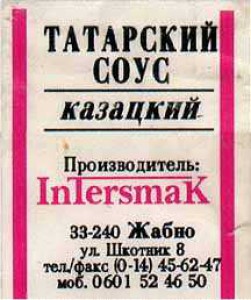 ТАТАРСКИЙ
СОУС
казацкий
Производитель:
InTersmaK
33-240 Жабно
ул. Шкотник 8
тел./факс (0-14) 45-62-47
моб. 0601 52 46 50